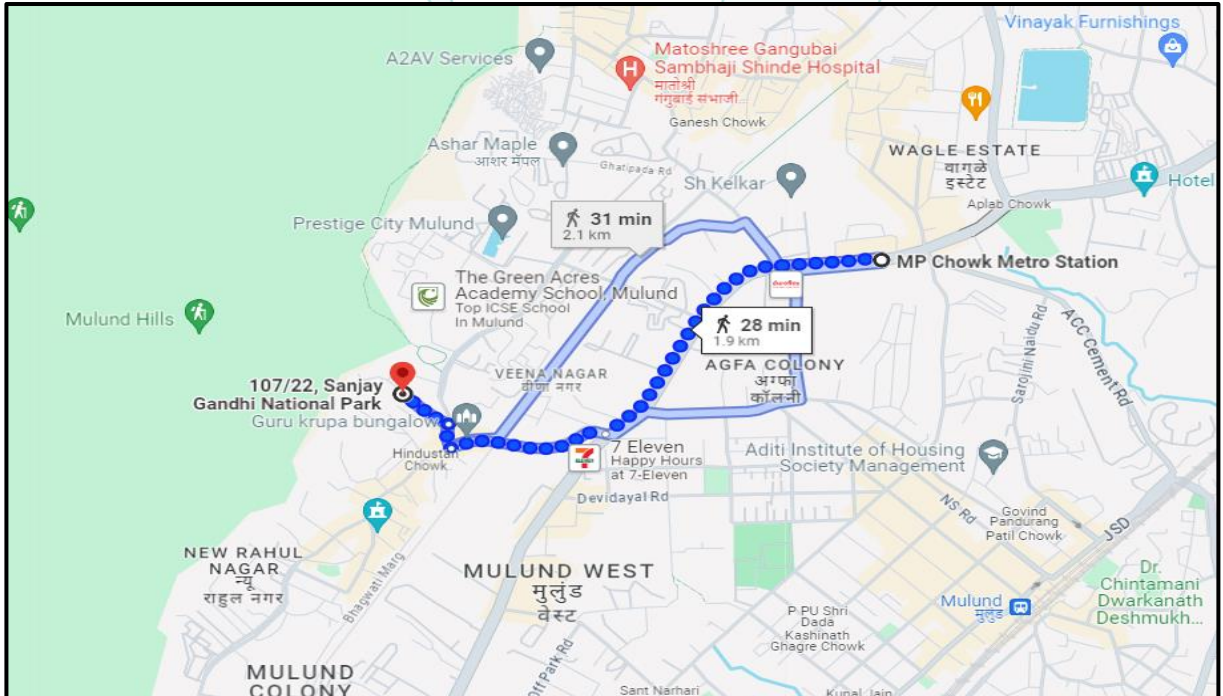 Vinayak Furnishings
A2AV Services
Matoshree Gangubai
Sambhaji Shinde Hospital
मातोश्री
गंगुबाई संभाजी...
Ganesh Chowk
Ashar Maple
आशर मॅपल
Ghatipada Rd
Sh Kelkar
WAGLE ESTATE
वागळे
इस्टेट
Hotel
Aplab Chowk
Prestige City Mulund
31 min
2.1 km
MP Chowk Metro Station
The Green Acres
Academy School, Mulund
Top ICSE School
In Mulund
Mulund Hills
28 min
1.9 km
Sarojini Naidu Rd
ACC Cement Rd
VEENA NAGAR
वीणा नगर
AGFA COLONY
अगफा
कॉलनी
107/22, Sanjay
Gandhi National Park
Guru krupa bungalow
Hindustan
Chowk
7 Eleven
Happy Hours
at 7-Eleven
Aditi Institute of Housing
Society Management
Devidayal Rd
NS Rd
Govind
Pandurang
Patil Chowk
JSD
NEW RAHUL
NAGAR
न्यू
राहुल नगर
Bhagwati Marg
MULUND WEST
मुलुंड
वेस्ट
Mulund
मुलुंड
Dr.
Chintamani
Dwarkanath
Deshmukh...
P PU Shri
Dada
Kashinath
Ghagre Chowk
MULUND
COLONY
Off Park Rd
Sant Narhari
Kunal Jain